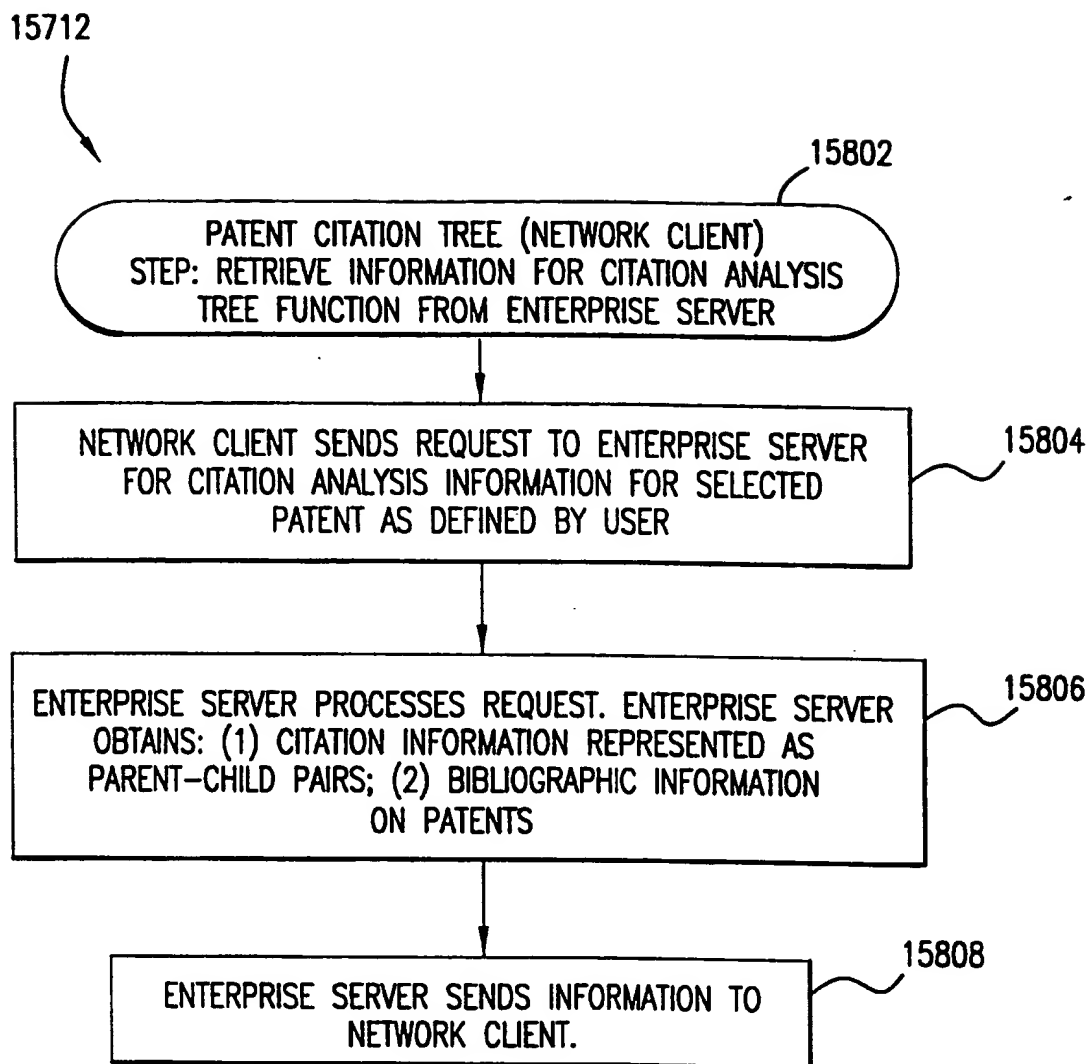 15712
15802
PATENT CITATION TREE (NETWORK CLIENT)
STEP: RETRIEVE INFORMATION FOR CITATION ANALYSIS
TREE FUNCTION FROM ENTERPRISE SERVER
NETWORK CLIENT SENDS REQUEST TO ENTERPRISE SERVER
FOR CITATION ANALYSIS INFORMATION FOR SELECTED
PATENT AS DEFINED BY USER
15804
ENTERPRISE SERVER PROCESSES REQUEST. ENTERPRISE SERVER
OBTAINS: (1) CITATION INFORMATION REPRESENTED AS
PARENT-CHILD PAIRS; (2) BIBLIOGRAPHIC INFORMATION
ON PATENTS
15806
15808
ENTERPRISE SERVER SENDS INFORMATION TO
NETWORK CLIENT.